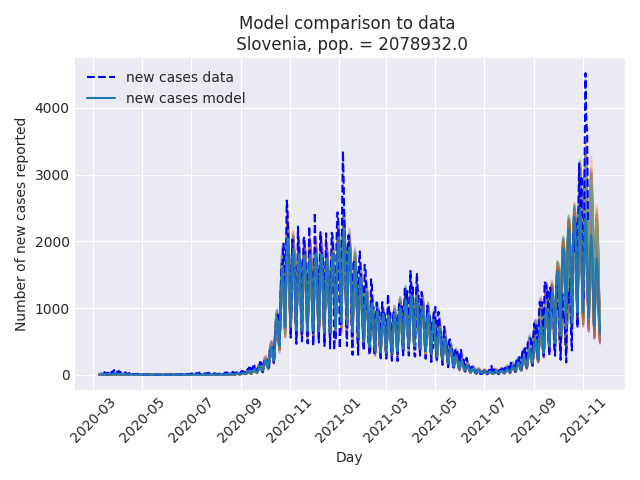 Model comparison to data
Slovenia, pop. = 2078932.0
new cases data
new cases model
Number of new cases reported
4000
3000
2000
1000
0
2020-03
2020-05
2020-07
2020-09
2020-11
2021-01
2021-03
2021-05
2021-07
2021-09
2021-11
Day